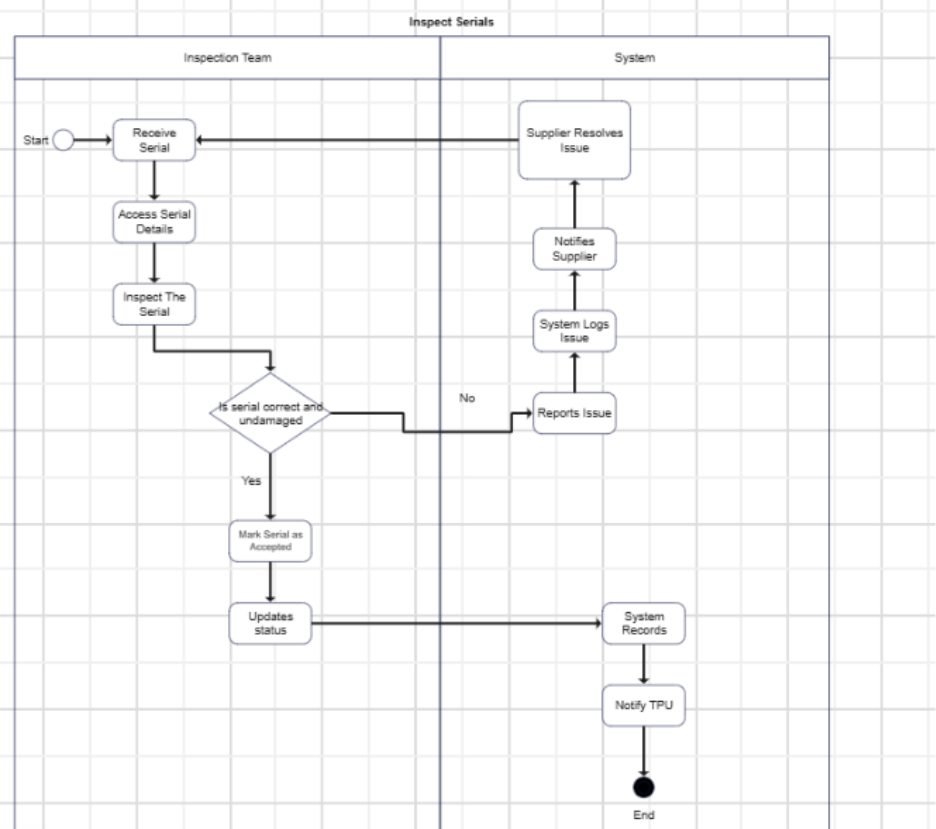 Inspect Serials
Inspection Team
System
Start
Receive
Serial
Supplier Resolves
Issue
Access Serial
Details
Notifies
Supplier
Inspect The
Serial
System Logs
Issue
Is serial correct and
undamaged
No
Reports Issue
Yes
Mark Serial as
Accepted
Updates
status
System
Records
Notify TPU
End